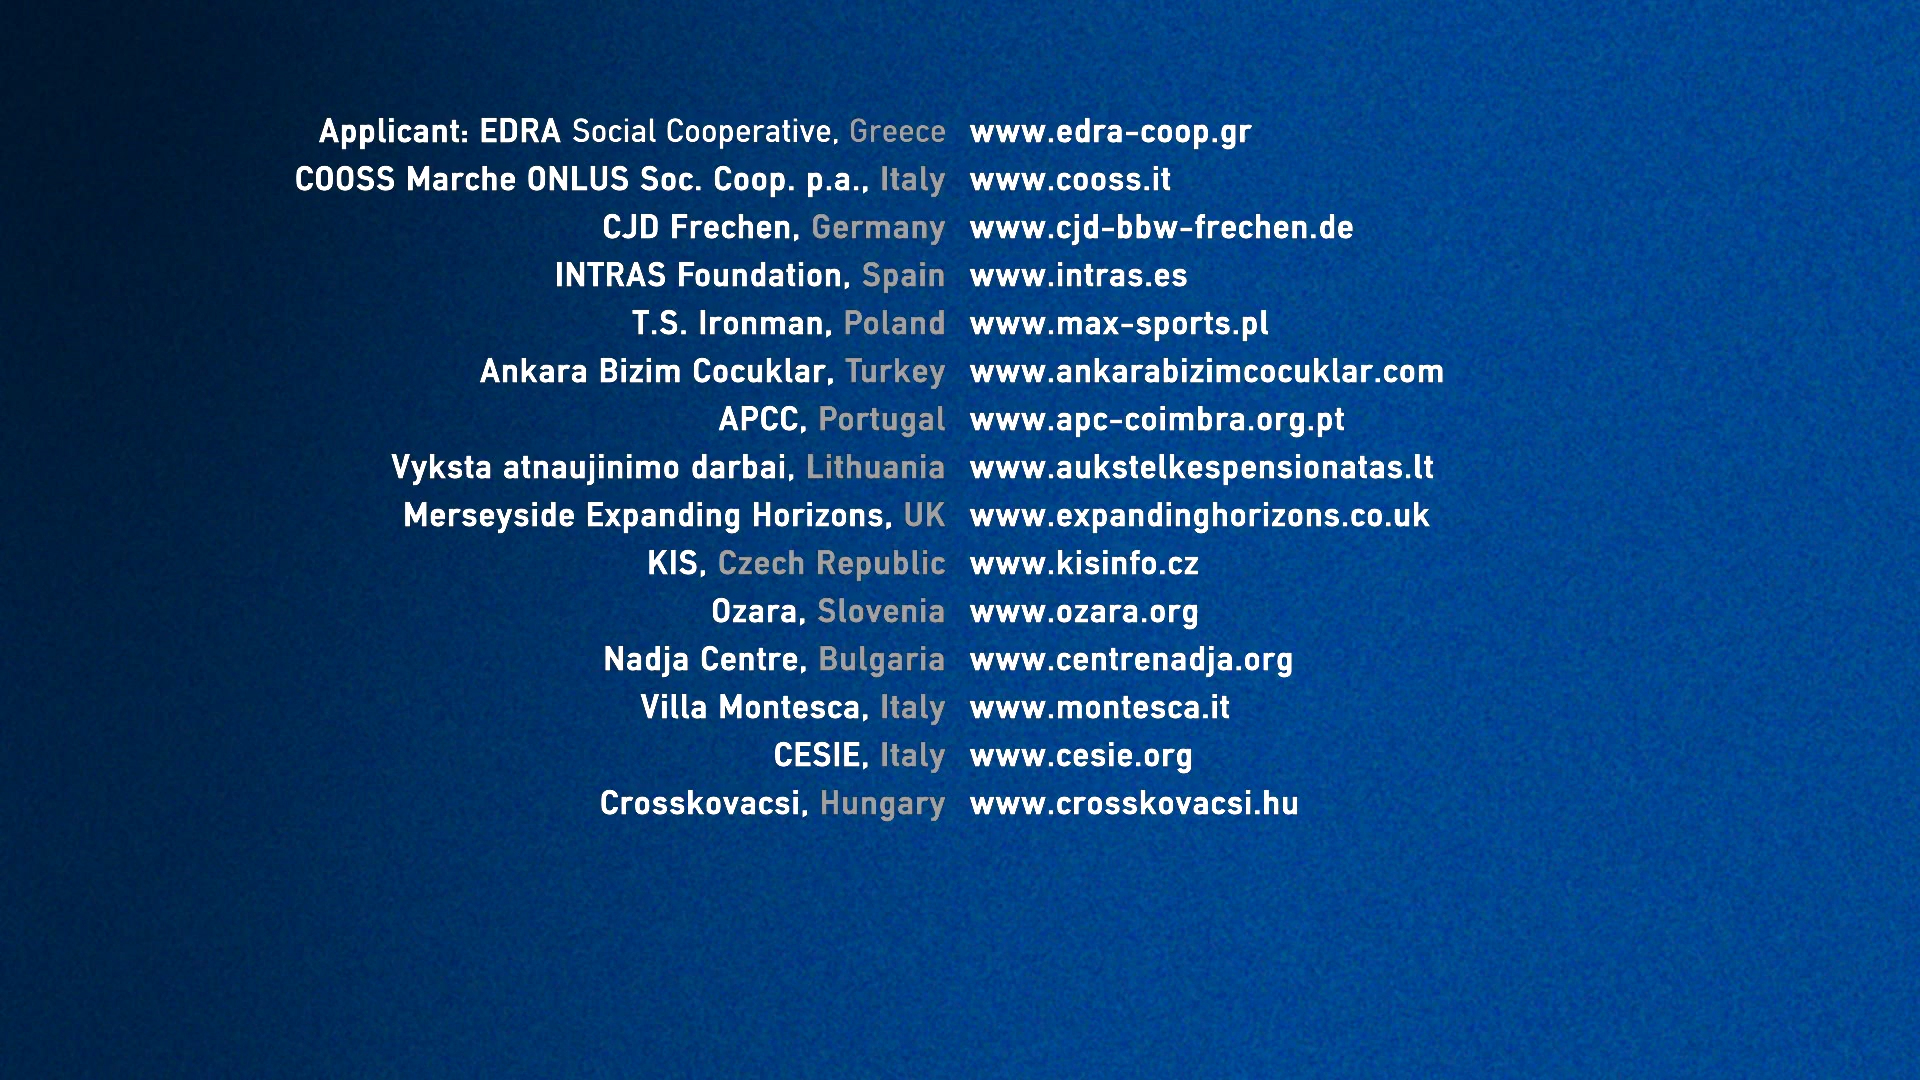 Applicant: EDRA Social Cooperative, Greece www.edra-coop.gr
COOSS Marche ONLUS Soc. Coop. p.a., Italy www.cooss.it
CJD Frechen, Germany www.cjd-bbw-frechen.de
INTRAS Foundation, Spain www.intras.es
T.S. Ironman, Poland www.max-sports.pl
Ankara Bizim Cocuklar, Turkey www.ankarabizimcocuklar.com
APCC, Portugal www.apc-coimbra.org.pt
Vyksta atnaujinimo darbai, Lithuania www.aukstelkespensionatas.lt
Merseyside Expanding Horizons, UK www.expandinghorizons.co.uk
KIS, Czech Republic www.kisinfo.cz
Ozara, Slovenia www.ozara.org
Nadja Centre, Bulgaria www.centrenadja.org
Villa Montesca, Italy www.montesca.it
CESIE, Italy www.cesie.org
Crosskovacsi, Hungary www.crosskovacsi.hu